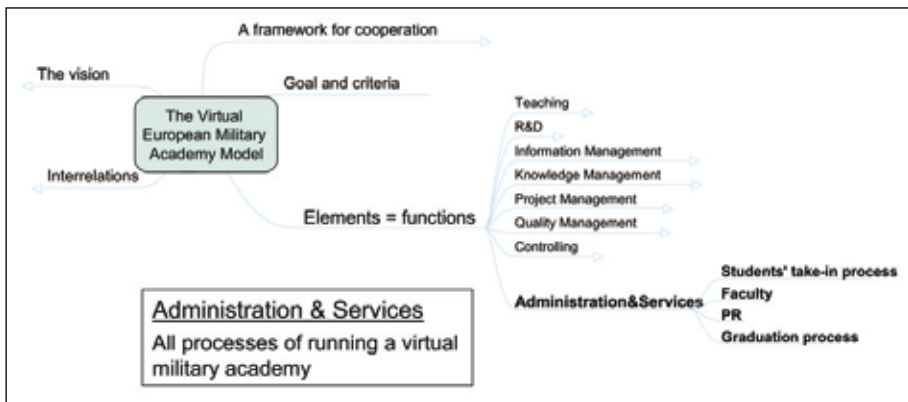 A framework for cooperation
The vision
Goal and criteria
The Virtual
European Military
Academy Model
Interrelations
Elements = functions
Teaching
R&D
Information Management
Knowledge Management
Project Management
Quality Management
Controlling
Administration&Services
Students' take-in process
Faculty
PR
Graduation process
Administration & Services
All processes of running a virtual
military academy